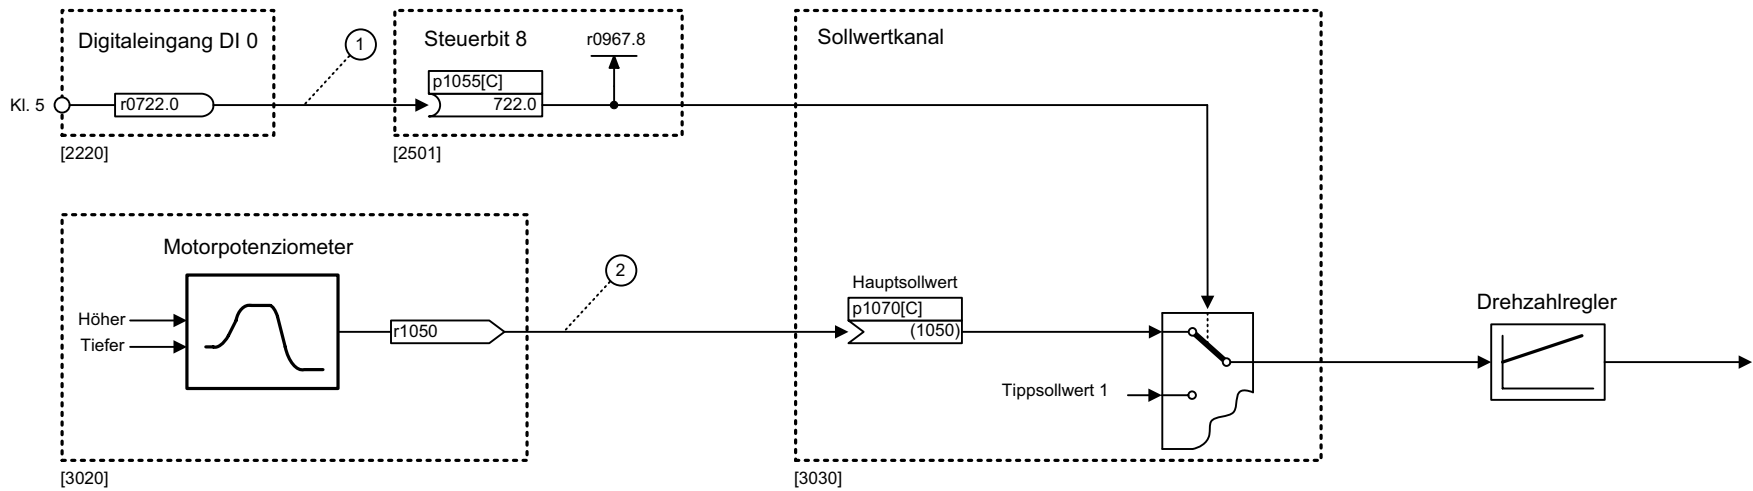 Digitaleingang DI 0
1
Steuerbit 8
r0967.8
Sollwertkanal
p1055[C]
Kl. 5
r0722.0
722.0
[2220]
[2501]
Motorpotenziometer
2
Hauptsollwert
p1070[C]
Drehzahlregler
Höher
r1050
(1050)
Tiefer
Tippsollwert 1
[3020]
[3030]